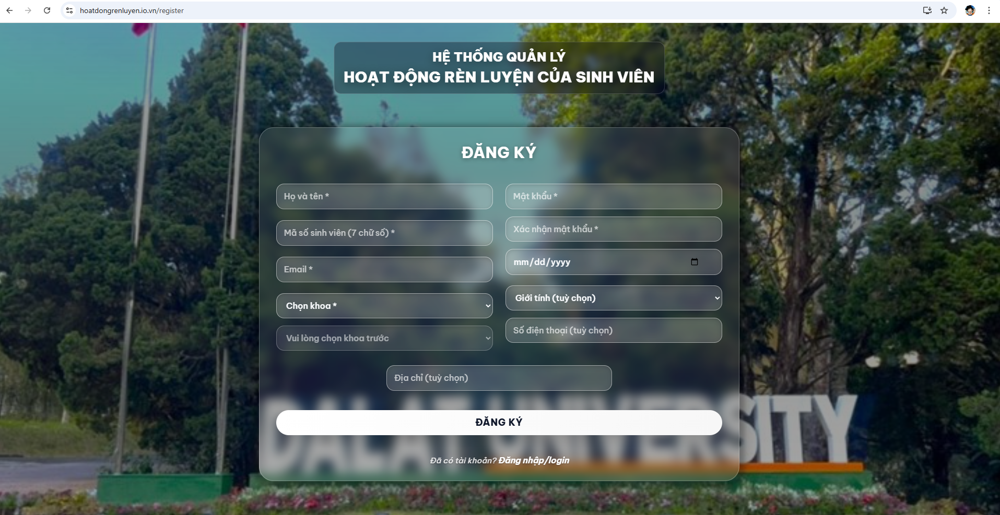 hoatdongrenluyen.io.vn/register
HỆ THỐNG QUẢN LÝ
HOẠT ĐỘNG RÈN LUYỆN CỦA SINH VIÊN
ĐĂNG KÝ
Họ và tên *
Mã số sinh viên (7 chữ số) *
Email *
Chọn khoa *
Vui lòng chọn khoa trước
Mật khẩu *
Xác nhận mật khẩu *
mm/dd/yyyy
Giới tính (tuỳ chọn)
Số điện thoại (tuỳ chọn)
Địa chỉ (tuỳ chọn)
DALAT UNIVERSITY
ĐĂNG KÝ
Đã có tài khoản? Đăng nhập/login